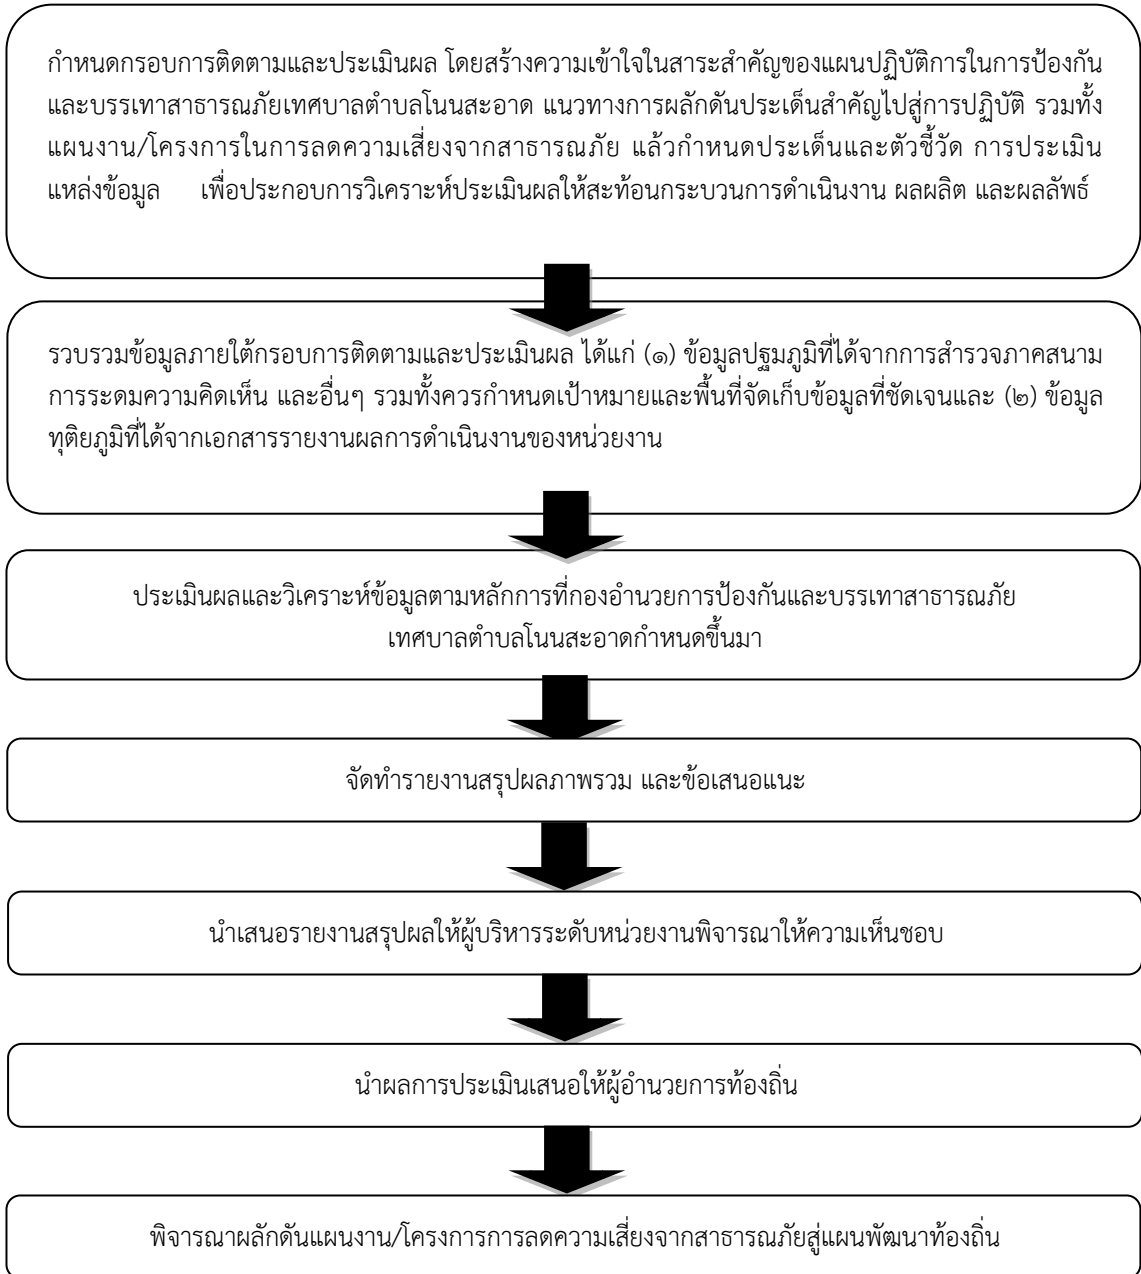 กำหนดกรอบการติดตามและประเมินผล โดยสร้างความเข้าใจในสาระสำคัญของแผนปฏิบัติการในการป้องกัน
และบรรเทาสาธารณภัยเทศบาลตำบลโนนสะอาด แนวทางการผลักดันประเด็นสำคัญไปสู่การปฏิบัติ รวมทั้ง
แผนงาน/โครงการในการลดความเสี่ยงจากสาธารณภัย แล้วกำหนดประเด็นและตัวชี้วัด การประเมิน
แหล่งข้อมูล เพื่อประกอบการวิเคราะห์ประเมินผลให้สะท้อนกระบวนการดำเนินงาน ผลผลิต และผลลัพธ์
รวบรวมข้อมูลภายใต้กรอบการติดตามและประเมินผล ได้แก่ (๑) ข้อมูลปฐมภูมิที่ได้จากการสำรวจภาคสนาม
การระดมความคิดเห็น และอื่นๆ รวมทั้งควรกำหนดเป้าหมายและพื้นที่จัดเก็บข้อมูลที่ชัดเจนและ (๒) ข้อมูล
ทุติยภูมิที่ได้จากเอกสารรายงานผลการดำเนินงานของหน่วยงาน
ประเมินผลและวิเคราะห์ข้อมูลตามหลักการที่กองอำนวยการป้องกันและบรรเทาสาธารณภัย
เทศบาลตำบลโนนสะอาดกำหนดขึ้นมา
จัดทำรายงานสรุปผลภาพรวม และข้อเสนอแนะ
นำเสนอรายงานสรุปผลให้ผู้บริหารระดับหน่วยงานพิจารณาให้ความเห็นชอบ
นำผลการประเมินเสนอให้ผู้อำนวยการท้องถิ่น
พิจารณาผลักดันแผนงาน/โครงการการลดความเสี่ยงจากสาธารณภัยสู่แผนพัฒนาท้องถิ่น